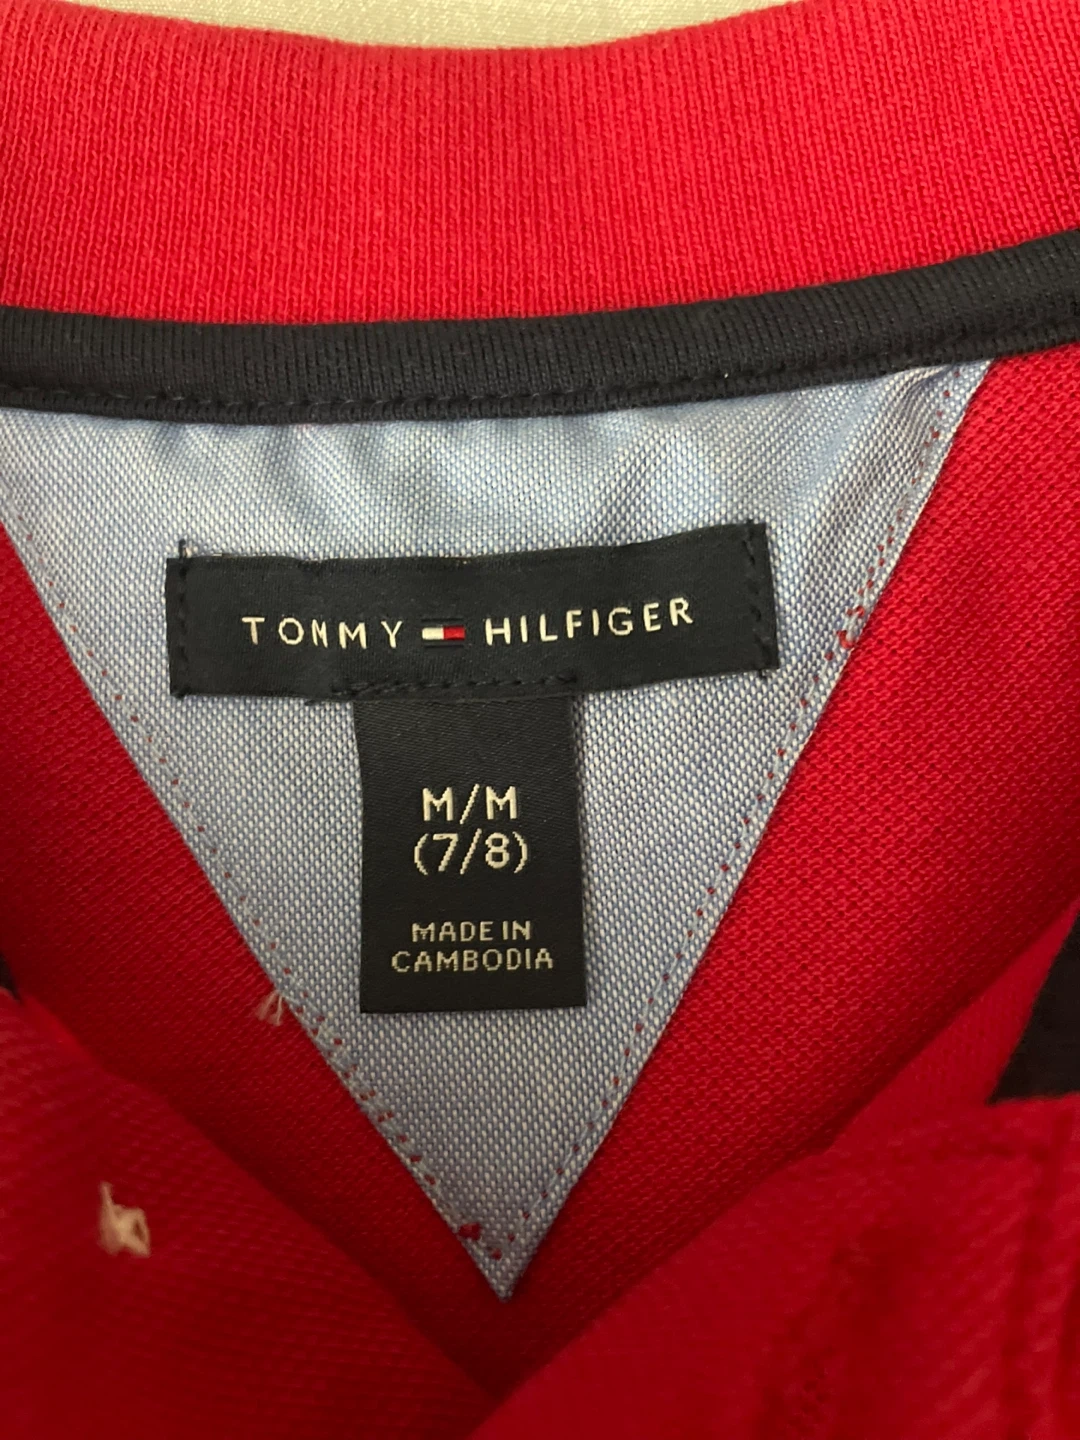 TOMMY HILFIGER
M/M
(7/8)
MADE IN
CAMBODIA